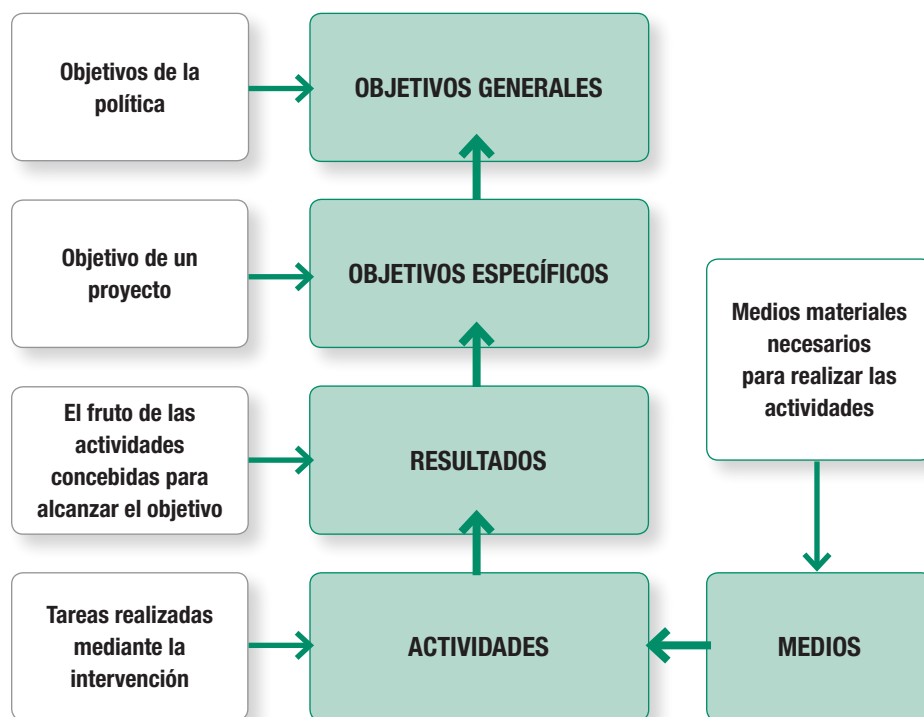 Objetivos de la
política
OBJETIVOS GENERALES
Objetivo de un
proyecto
OBJETIVOS ESPECÍFICOS
Medios materiales
necesarios
para realizar las
actividades
El fruto de las
actividades
concebidas para
alcanzar el objetivo
RESULTADOS
Tareas realizadas
mediante la
intervención
ACTIVIDADES
MEDIOS